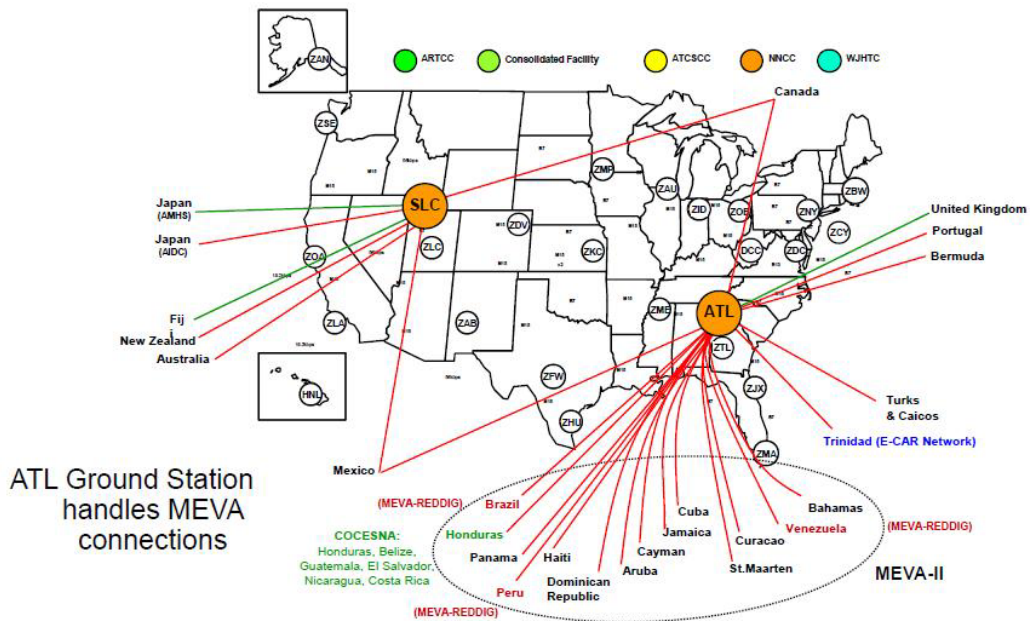 ZAN
ARTCC
Consolidated Facility
ATCSCC
NNCC
WJHTC
Canada
ZSE
ZMP
ZAU
ZID
ZOB
ZNY
ZBW
SLC
ZDV
ZLC
ZKC
DCC
ZDC
ZCY
Japan
(AMHS)
Japan
(AIDC)
ZOA
Fij
i
New Zealand
Australia
ZLA
ZAB
ZME
ATL
ZTL
United Kingdom
Portugal
Bermuda
HNL
ZFW
ZHU
ZJX
ZMA
Turks
& Caicos
Trinidad (E-CAR Network)
Mexico
ATL Ground Station
handles MEVA
connections
(MEVA-REDDIG)
Brazil
COCESNA:
Honduras, Belize,
Guatemala, El Salvador,
Nicaragua, Costa Rica
Honduras
Panama
Haiti
Peru
(MEVA-REDDIG)
Dominican
Republic
Aruba
Cayman
Jamaica
Cuba
Curacao
St.Maarten
Bahamas
Venezuela
(MEVA-REDDIG)
MEVA-II